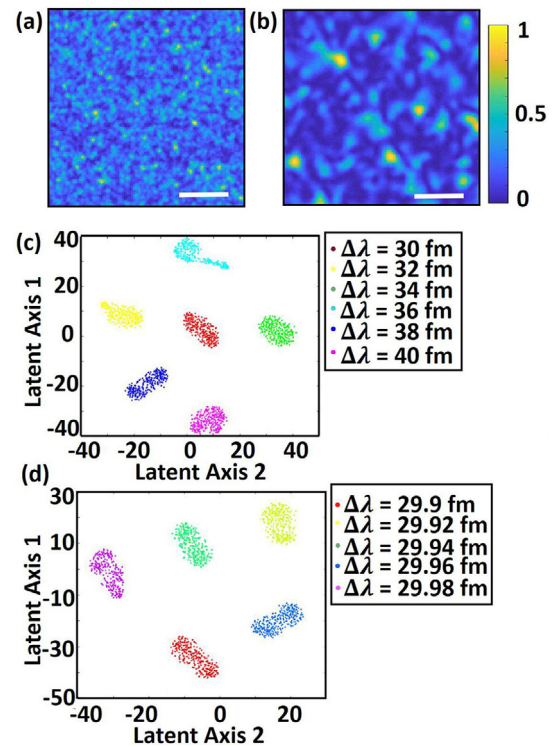 (a)
(b)
1
0.5
0
(c)
40
20
0
-20
-40
Latent Axis 1
-40 -20 0 20 40
Latent Axis 2
Δλ = 30 fm
Δλ = 32 fm
Δλ = 34 fm
Δλ = 36 fm
Δλ = 38 fm
Δλ = 40 fm
(d)
30
10
-10
-30
-50
Latent Axis 1
-40 -20 0 20
Latent Axis 2
Δλ = 29.9 fm
Δλ = 29.92 fm
Δλ = 29.94 fm
Δλ = 29.96 fm
Δλ = 29.98 fm